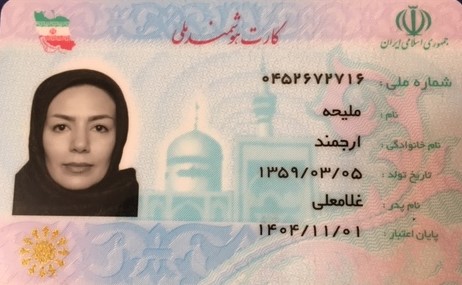 کارت هوشمند ملی
جمهوری اسلامی ایران
شماره ملی : ۰۴۵۲۶۷۲۷۱۶
نام : ملیحه
نام خانوادگی : ارجمند
تاریخ تولد : ۱۳۵۹/۰۳/۰۵
نام پدر : غلامعلی
پایان اعتبار : ۱۴۰۴/۱۱/۰۱